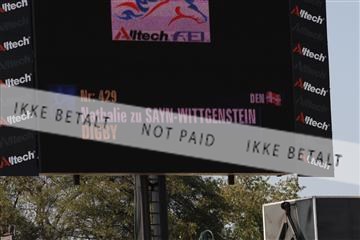 Alltech FEI
Alltech
Alltech
Alltech
Alltech
Alltech
Alltech
Alltech
Alltech
Alltech
Alltech
Nr: 429
DEN
Nathalie zu SAYN-WITTGENSTEIN
DIGBY
IKKE BETALT NOT PAID IKKE BETALT